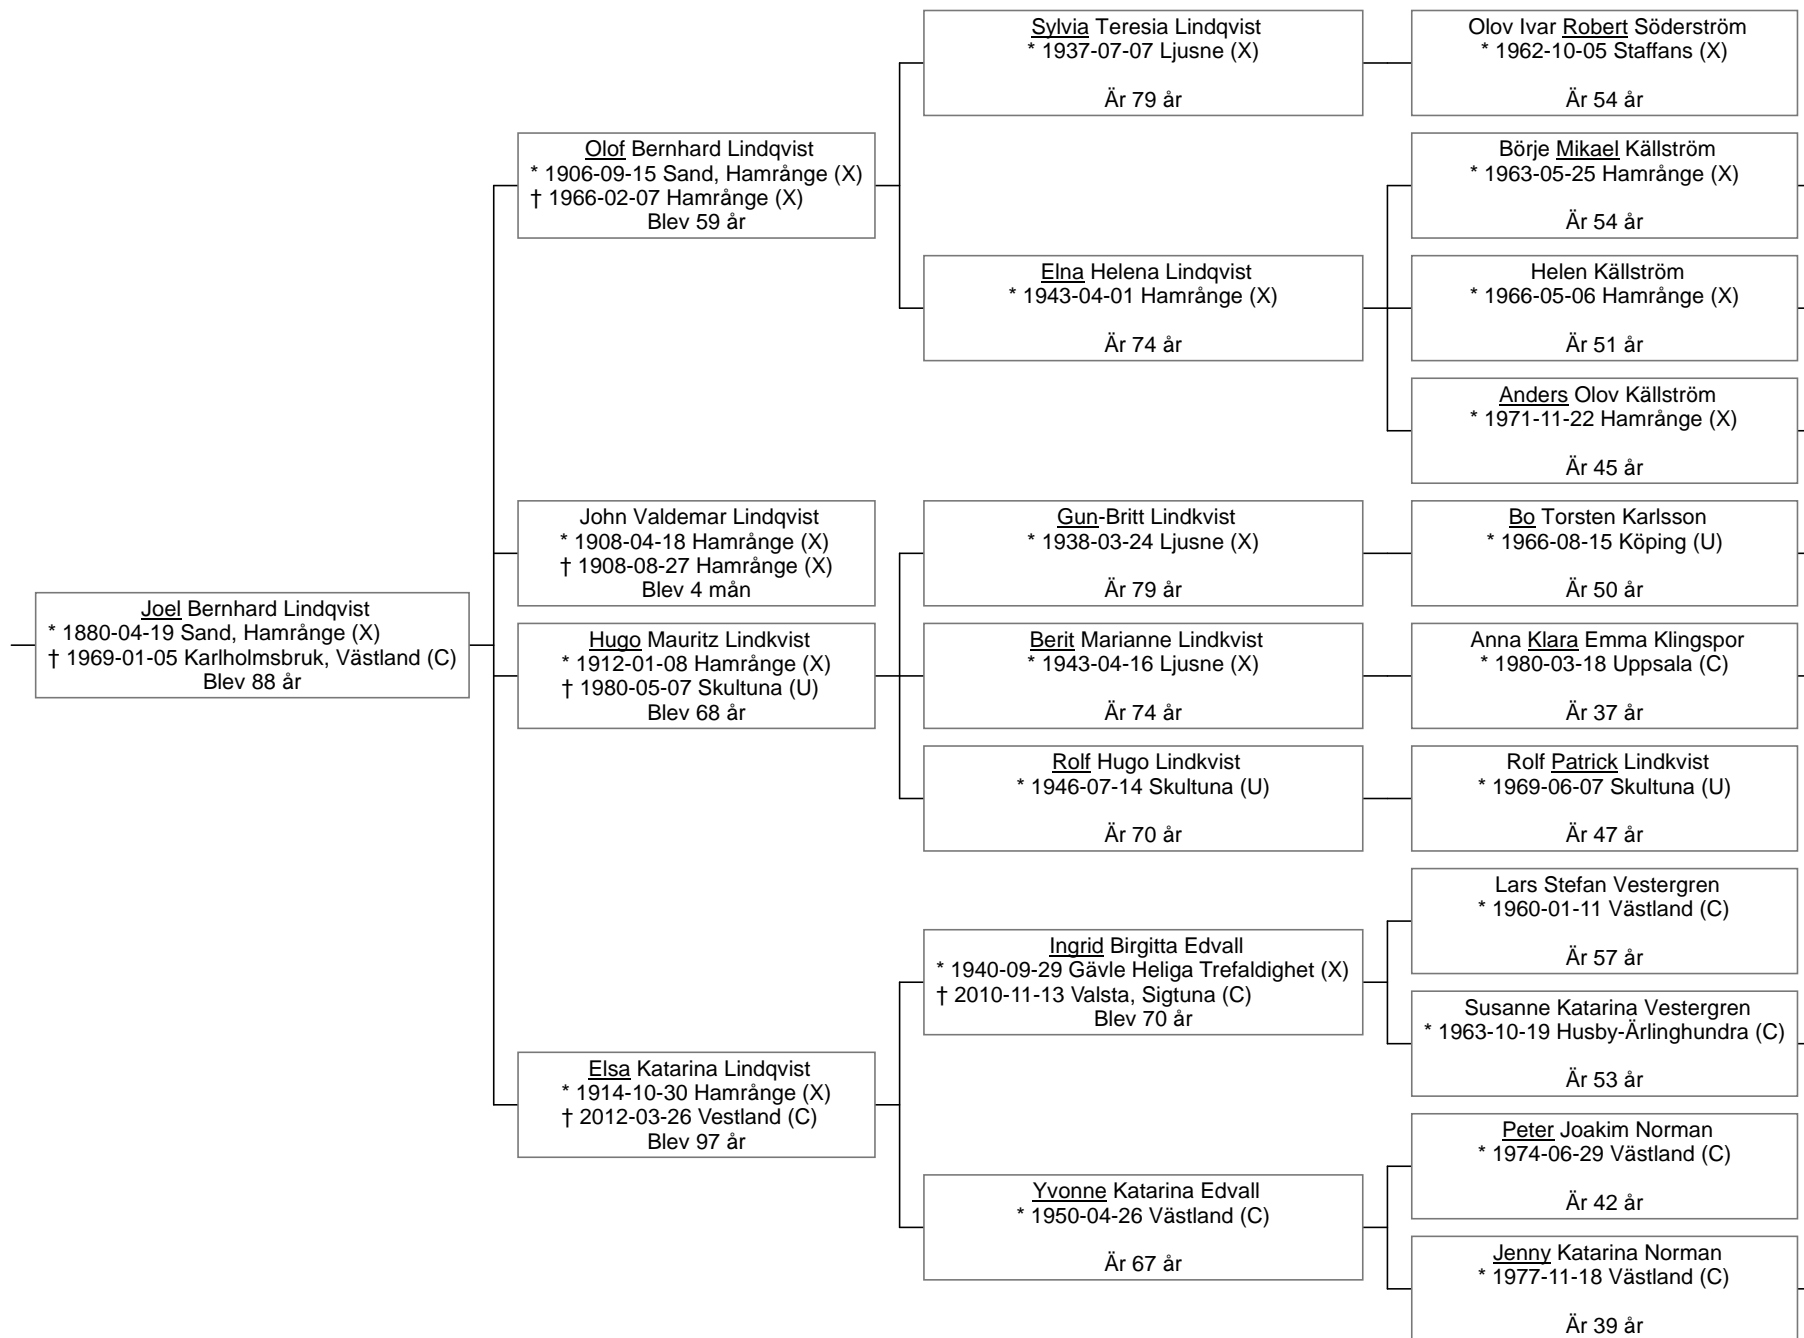 Joel Bernhard Lindqvist
* 1880-04-19 Sand, Hamrånge (X)
† 1969-01-05 Karlholmsbruk, Västland (C)
Blev 88 år
Olof Bernhard Lindqvist
* 1906-09-15 Sand, Hamrånge (X)
† 1966-02-07 Hamrånge (X)
Blev 59 år
John Valdemar Lindqvist
* 1908-04-18 Hamrånge (X)
† 1908-08-27 Hamrånge (X)
Blev 4 mån
Hugo Mauritz Lindkvist
* 1912-01-08 Hamrånge (X)
† 1980-05-07 Skultuna (U)
Blev 68 år
Elsa Katarina Lindqvist
* 1914-10-30 Hamrånge (X)
† 2012-03-26 Vestland (C)
Blev 97 år
Sylvia Teresia Lindqvist
* 1937-07-07 Ljusne (X)
Är 79 år
Elna Helena Lindqvist
* 1943-04-01 Hamrånge (X)
Är 74 år
Gun-Britt Lindkvist
* 1938-03-24 Ljusne (X)
Är 79 år
Berit Marianne Lindkvist
* 1943-04-16 Ljusne (X)
Är 74 år
Rolf Hugo Lindkvist
* 1946-07-14 Skultuna (U)
Är 70 år
Ingrid Birgitta Edvall
* 1940-09-29 Gävle Heliga Trefaldighet (X)
† 2010-11-13 Valsta, Sigtuna (C)
Blev 70 år
Yvonne Katarina Edvall
* 1950-04-26 Västland (C)
Är 67 år
Olov Ivar Robert Söderström
* 1962-10-05 Staffans (X)
Är 54 år
Börje Mikael Källström
* 1963-05-25 Hamrånge (X)
Är 54 år
Helen Källström
* 1966-05-06 Hamrånge (X)
Är 51 år
Anders Olov Källström
* 1971-11-22 Hamrånge (X)
Är 45 år
Bo Torsten Karlsson
* 1966-08-15 Köping (U)
Är 50 år
Anna Klara Emma Klingspor
* 1980-03-18 Uppsala (C)
Är 37 år
Rolf Patrick Lindkvist
* 1969-06-07 Skultuna (U)
Är 47 år
Lars Stefan Vestergren
* 1960-01-11 Västland (C)
Är 57 år
Susanne Katarina Vestergren
* 1963-10-19 Husby-Ärlinghundra (C)
Är 53 år
Peter Joakim Norman
* 1974-06-29 Västland (C)
Är 42 år
Jenny Katarina Norman
* 1977-11-18 Västland (C)
Är 39 år